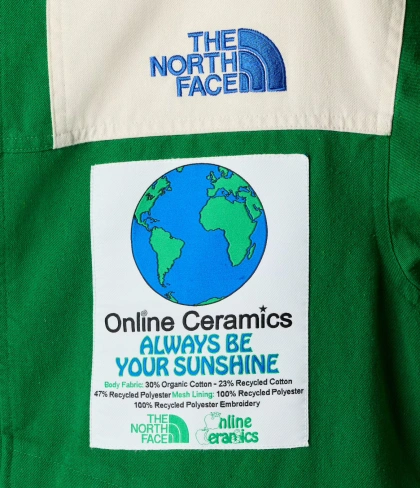 THE
NORTH
FACE
Online Ceramics
ALWAYS BE
YOUR SUNSHINE
Body Fabric: 30% Organic Cotton - 23% Recycled Cotton
47% Recycled Polyester Mesh Lining: 100% Recycled Polyester
100% Recycled Polyester Embroidery
THE
NORTH
FACE
Online
Ceramics